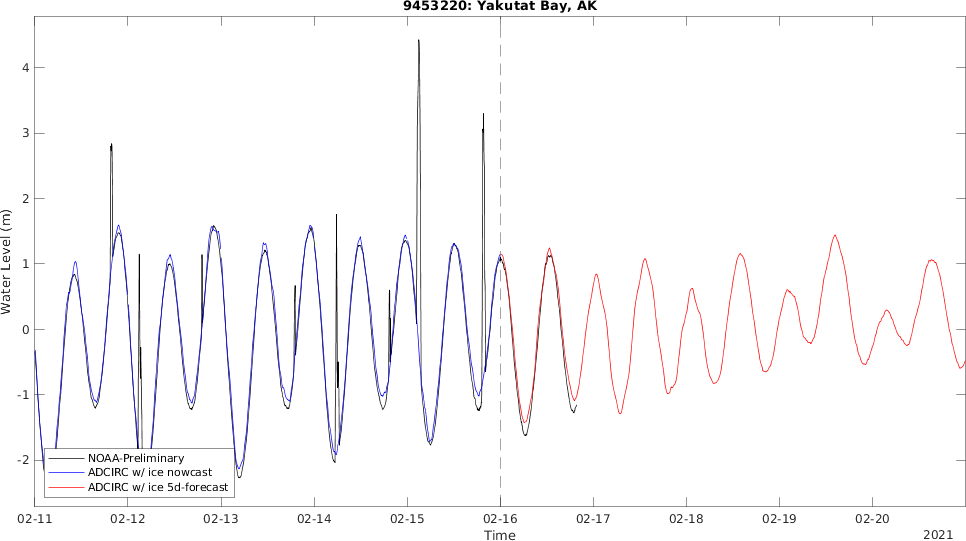 9453220: Yakutat Bay, AK
Water Level (m)
4
3
2
1
0
-1
-2
NOAA-Preliminary
ADCIRC w/ ice nowcast
ADCIRC w/ ice 5d-forecast
02-11 02-12 02-13 02-14 02-15 02-16 02-17 02-18 02-19 02-20
Time
2021